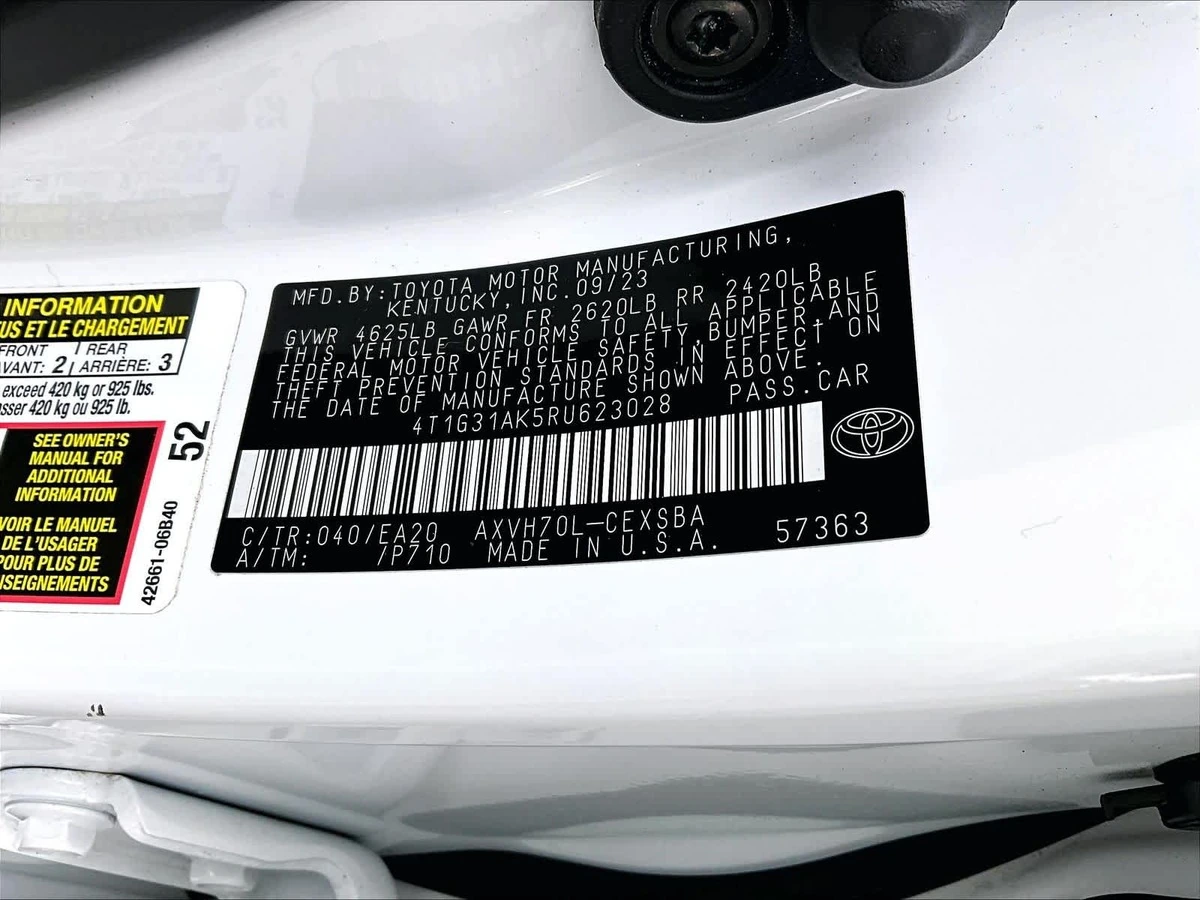 INFORMATION
US ET LE CHARGEMENT
FRONT 2 REAR 3
AVANT: ARRIÈRE:
exceed 420 kg or 925 lbs.
sser 420 kg ou 925 lb.
SEE OWNER'S
MANUAL FOR
ADDITIONAL
INFORMATION
VOIR LE MANUEL
DE L'USAGER
POUR PLUS DE
NSEIGNEMENTS
52
42661-06B40
MFD.BY:TOYOTA MOTOR MANUFACTURING,
KENTUCKY,INC.09/23
GVWR 4625LB GAWR FR 2620LB RR 2420LB
THIS VEHICLE CONFORMS TO ALL APPLICABLE
FEDERAL MOTOR VEHICLE SAFETY,BUMPER,AND
THEFT PREVENTION STANDARDS IN EFFECT ON
THE DATE OF MANUFACTURE SHOWN ABOVE.
4T1G31AK5RU623028 PASS.CAR
C/TR:040/EA20 AXVH70L-CEXSBA 57363
A/TM: /P710 MADE IN U.S.A.